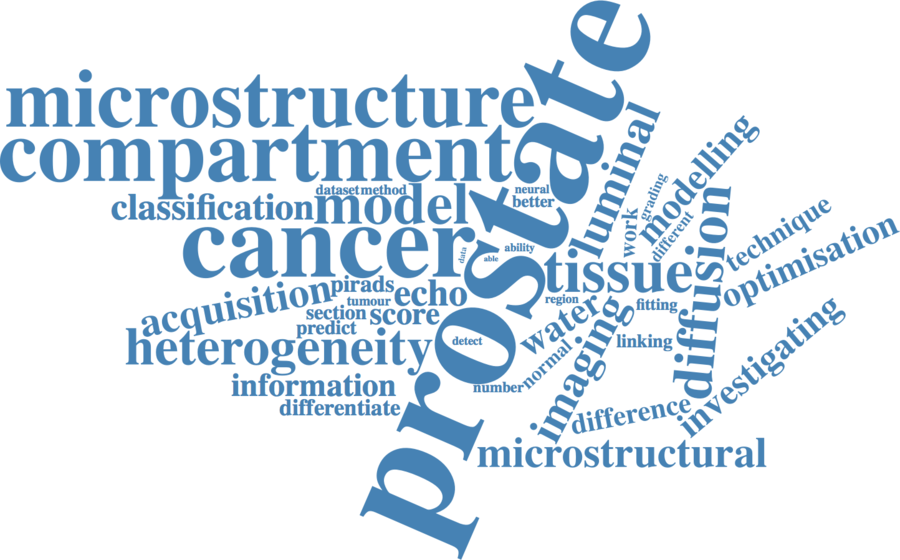 prostate
microstructure
compartment
luminal
modelling
dataset
method
neural
grading
classification
model
better
work
different
technique
cancer
data
able
ability
tissue
diffusion
optimisation
acquisition
pirads
echo
tumour
region
fitting
section
score
water
predict
heterogeneity
detect
linking
imaging
investigating
normal
information
number
differentiate
difference
microstructural